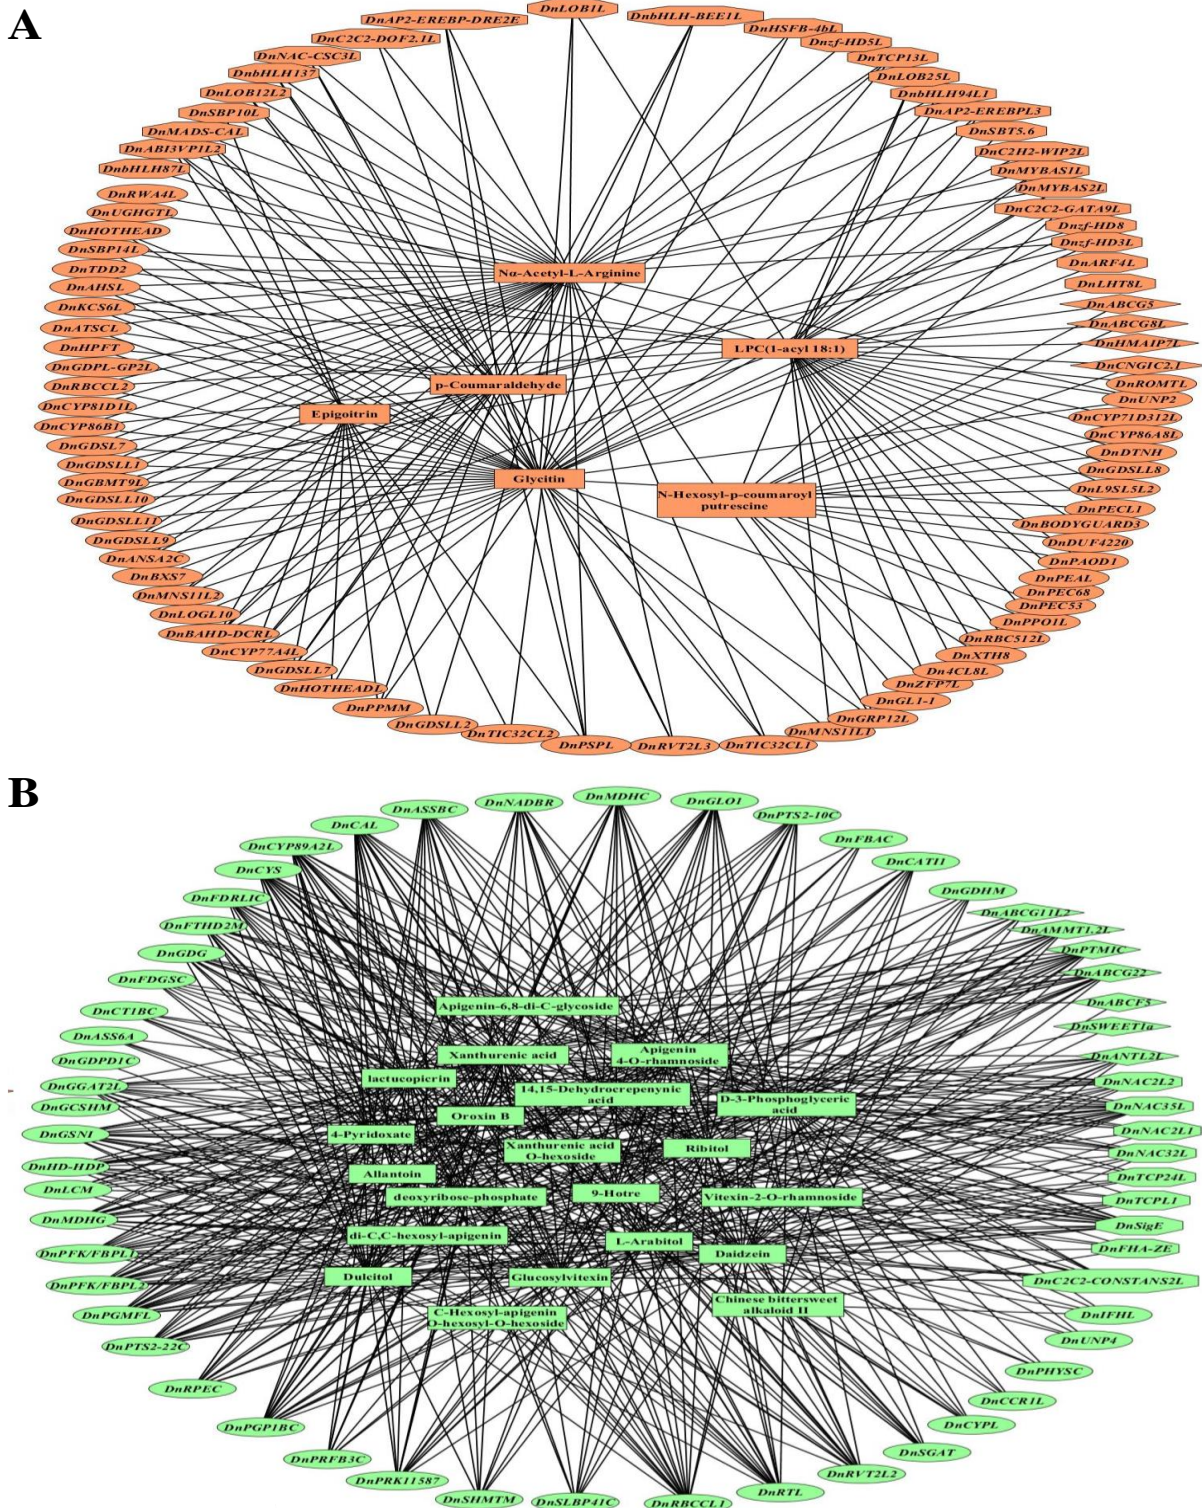 A
DnLOB1L
DnbHLH-BEE1L
DnAP2-EREBP-DRE2E
DnHSFB-4bL
DnC2C2-DOF2.1L
Dnzf-HD5L
DnNAC-CSC3L
DnTCP13L
DnbHLH137
DnLOB25L
DnLOB12L2
DnbHLH94L1
DnSBP10L
DnAP2-EREBPL3
DnMADS-CAL
DnSBT5.6
DnABI3VP1L2
DnC2H2-WIP2L
DnbHLH87L
DnMYBAS1L
DnRWA4L
DnMYBAS2L
DnUGHGTL
DnC2C2-GATA9L
DnHOTHEAD
Dnzf-HD8
DnSBP14L
Dnzf-HD3L
DnTDD2
DnARF4L
Nα-Acetyl-L-Arginine
DnAHSL
DnLHT8L
DnKCS6L
DnABCG5
DnATSCL
DnABCG8L
DnHPFT
DnHMAIP7L
LPC(1-acyl 18:1)
DnGDPL-GP2L
DnCNGIC2,1
DnRBCCL2
DnROMTL
p-Coumaraldehyde
DnCYP81D1L
DnUNP2
Epigoitrin
DnCYP86B1
DnCYP71D312L
DnGDSL7
DnCYP86A8L
DnGDSLL1
DnDTNH
DnGBMT9L
DnGDSLL8
Glycitin
DnGDSLL10
DnL9SL5L2
N-Hexosyl-p-coumaroyl
putrescine
DnGDSLL11
DnPECL1
DnGDSLL9
DnBODYGUARD3
DnANSA2C
DnDUF4220
DnBXS7
DnPAOD1
DnMNS11L2
DnPEAL
DnLOGL10
DnPEC68
DnBAHD-DCRL
DnPEC53
DnCYP77A4L
DnPPO1L
DnGDSLL7
DnRBC512L
DnHOTHEADL
DnXTH8
DnPPMM
Dn4CL8L
DnGDSLL2
DnZFP7L
DnTIC32CL2
DnGL1-1
DnPSPL
DnGRP12L
DnRVT2L3
DnTIC32CL1
DnMNS11L1
B
DnMDHC
DnNADBR
DnGLO1
DnASSBC
DnPTS2-10C
DnCAL
DnFBAC
DnCYP89A2L
DnCATI1
DnCYS
DnGDHM
DnFDRLIC
DnABCG11L2
DnFTHD2M
DnAMMT1,2L
DnGDG
DnPTMIC
DnFDGSC
DnABCG22
DnCT1BC
DnABCF5
Apigenin-6,8-di-C-glycoside
DnASS6A
DnSWEET1a
DnGDPD1C
DnANTL2L
Xanthurenic acid
Apigenin
4-O-rhamnoside
DnGGAT2L
DnNAC2L2
lactucopicrin
14,15-Dehydrocrepenynic
acid
D-3-Phosphoglyceric
acid
DnGCSHM
DnNAC35L
Oroxin B
DnGSNI
DnNAC2L1
4-Pyridoxate
Xanthurenic acid
O-hexoside
Ribitol
DnHD-HDP
DnNAC32L
Allantoin
DnLCM
DnTCP24L
deoxyribose-phosphate
9-Hotre
Vitexin-2-O-rhamnoside
DnMDHG
DnTCPL1
DnSigE
di-C,C-hexosyl-apigenin
L-Arabitol
Daidzein
DnPFK/FBPL1
DnFHA-ZE
Dulcitol
Glucosylvitexin
DnPFK/FBPL2
DnC2C2-CONSTANS2L
C-Hexosyl-apigenin
O-hexosyl-O-hexoside
Chinese bittersweet
alkaloid II
DnPGMFL
DnIFHL
DnPTS2-22C
DnUNP4
DnRPEC
DnPHYSC
DnPGP1BC
DnCCR1L
DnPRFB3C
DnCYPL
DnPRK11587
DnSGAT
DnSHMTM
DnRVT2L2
DnSLBP41C
DnRTL
DnRBCCL1